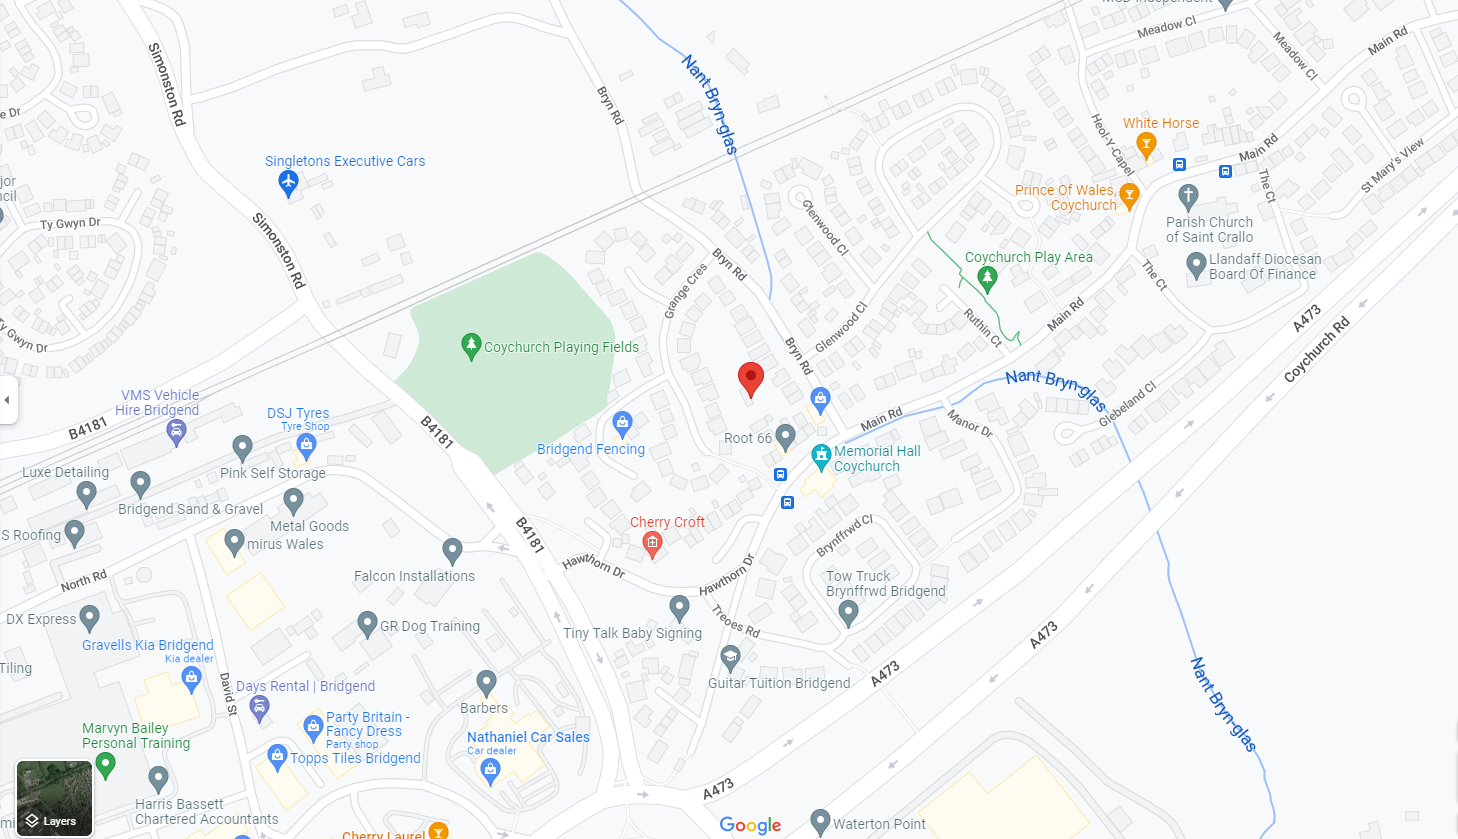 Simonston Rd
Bryn Rd
Nant Bryn-glas
Meadow Cl
Meadow Cl
Main Rd
White Horse
Heol-Y-Capel
Main Rd
St Mary's View
The Ct
Singletons Executive Cars
Prince Of Wales,
Coychurch
Parish Church
of Saint Crallo
Ty Gwyn Dr
Simonston Rd
Glenwood Cl
Bryn Rd
Grange Cres
Coychurch Play Area
Llandaff Diocesan
Board Of Finance
The Ct
Ty Gwyn Dr
Ruthin Ct
Main Rd
A473
Coychurch Rd
Glenwood Cl
Bryn Rd
Coychurch Playing Fields
Nant Bryn-glas
Glebeland Cl
VMS Vehicle
Hire Bridgend
DSJ Tyres
Tyre Shop
B4181
B4181
Main Rd
Manor Dr
Root 66
Memorial Hall
Coychurch
Bridgend Fencing
Luxe Detailing
Pink Self Storage
Bridgend Sand & Gravel
Metal Goods
S Roofing
mirus Wales
B4181
Cherry Croft
Brynffrwd Cl
Hawthorn Dr
Hawthorn Dr
North Rd
Falcon Installations
Tow Truck
Brynffrwd Bridgend
DX Express
GR Dog Training
Tiny Talk Baby Signing
Treoes Rd
A473
Gravells Kia Bridgend
Kia dealer
Tiling
David St
Days Rental | Bridgend
Guitar Tuition Bridgend
A473
Nant Bryn-glas
Barbers
Party Britain -
Fancy Dress
Party shop
Marvyn Bailey
Personal Training
Nathaniel Car Sales
Car dealer
Topps Tiles Bridgend
A473
Harris Bassett
Chartered Accountants
Layers
Cherry Laurel
Google
Waterton Point